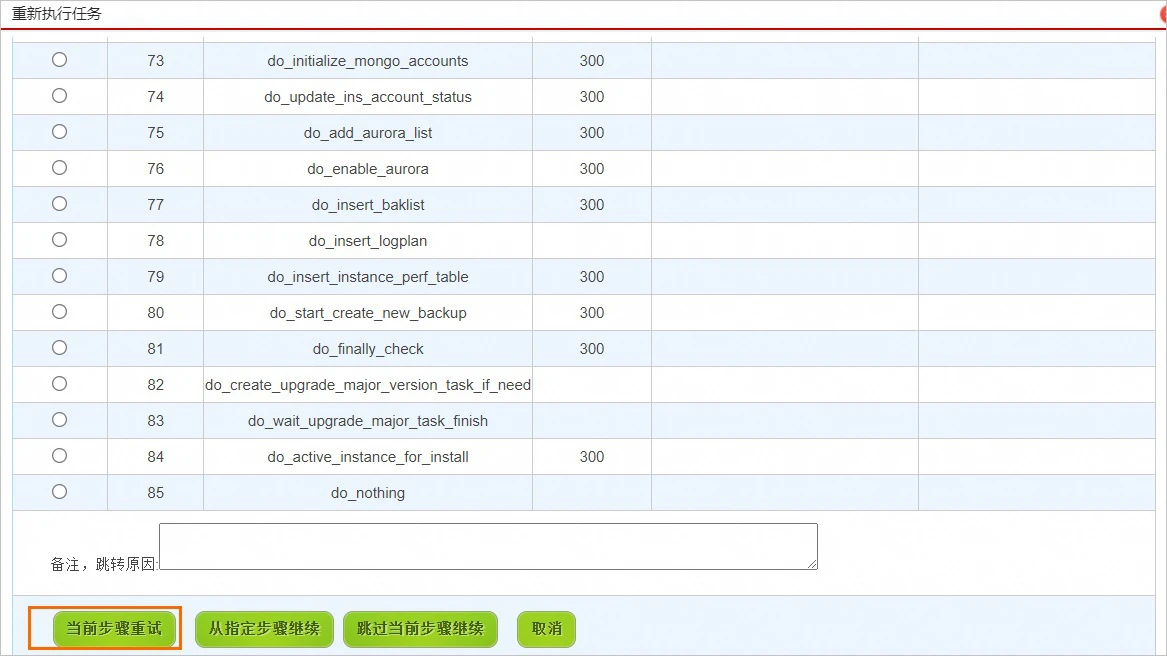 重新执行任务
73 do_initialize_mongo_accounts 300
74 do_update_ins_account_status 300
75 do_add_aurora_list 300
76 do_enable_aurora 300
77 do_insert_baklist 300
78 do_insert_logplan
79 do_insert_instance_perf_table 300
80 do_start_create_new_backup 300
81 do_finally_check 300
82 do_create_upgrade_major_version_task_if_need
83 do_wait_upgrade_major_task_finish
84 do_active_instance_for_install 300
85 do_nothing
备注，跳转原因:
当前步骤重试 从指定步骤继续 跳过当前步骤继续 取消